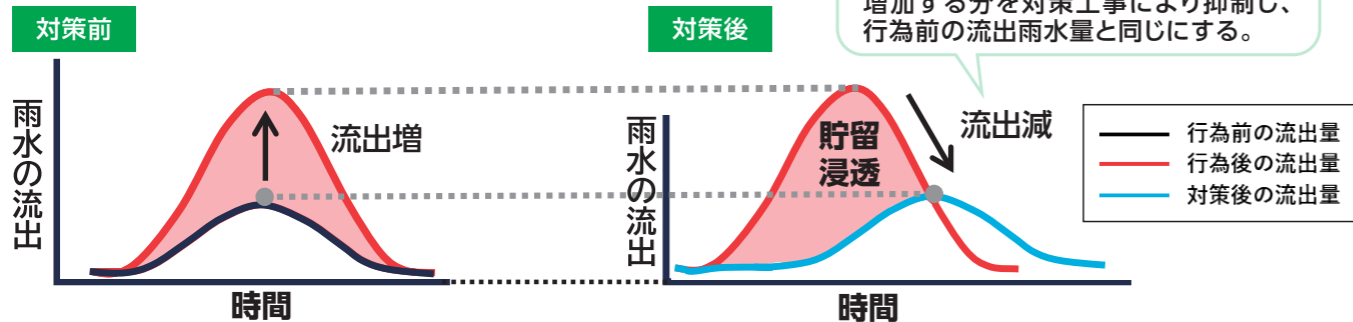 対策前
雨水の流出
流出増
時間
対策後
増加する分を対策工事により抑制し、
行為前の流出雨水量と同じにする。
雨水の流出
貯留
浸透
流出減
時間
行為前の流出量
行為後の流出量
対策後の流出量